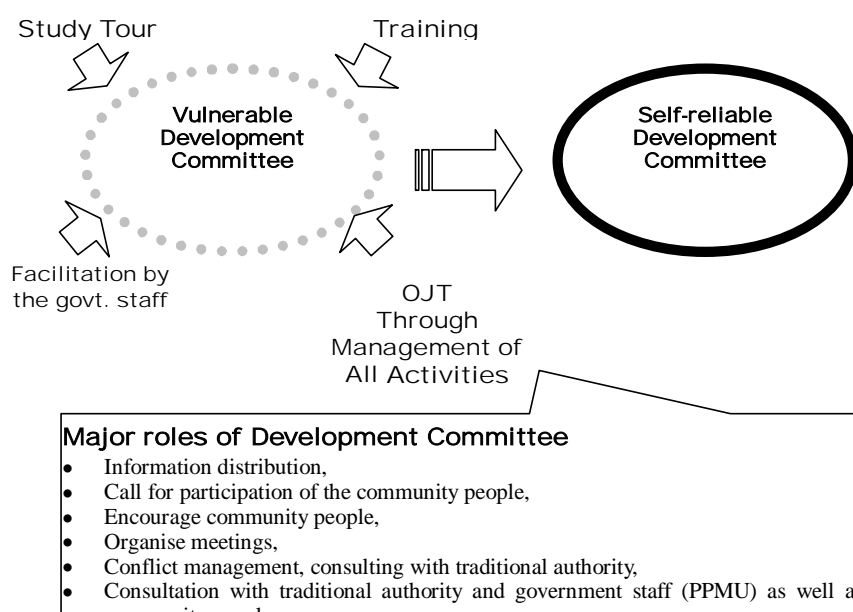 Study Tour
Training
Vulnerable
Development
Committee
Self-reliable
Development
Committee
Facilitation by
the govt. staff
OJT
Through
Management of
All Activities
Major roles of Development Committee
• Information distribution,
• Call for participation of the community people,
• Encourage community people,
• Organise meetings,
• Conflict management, consulting with traditional authority,
• Consultation with traditional authority and government staff (PPMU) as well a